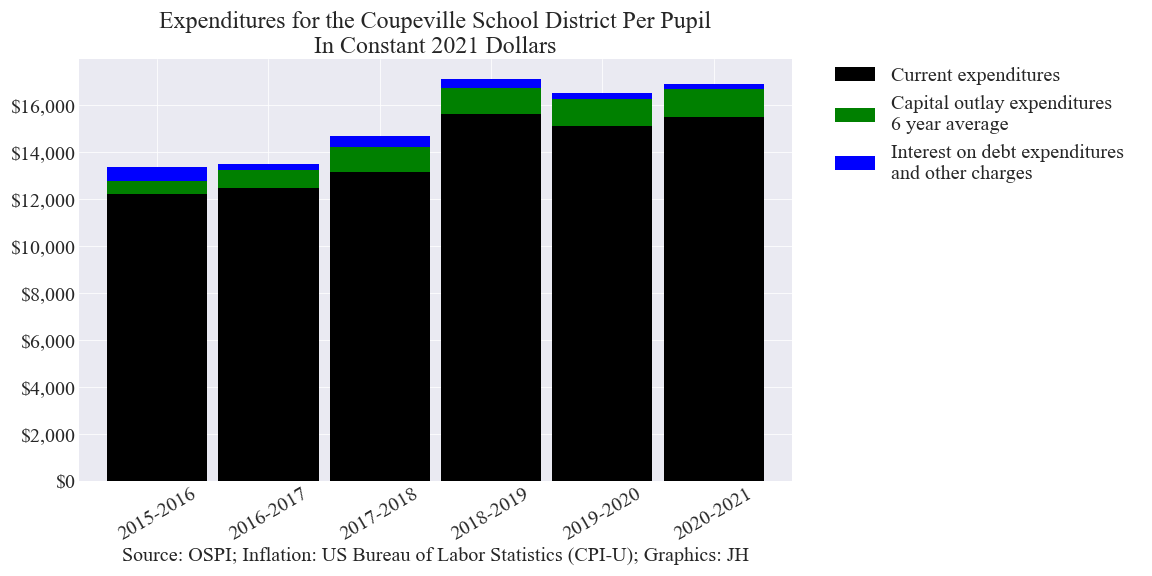 Expenditures for the Coupeville School District Per Pupil
In Constant 2021 Dollars
Current expenditures
Capital outlay expenditures
6 year average
Interest on debt expenditures
and other charges
$16,000
$14,000
$12,000
$10,000
$8,000
$6,000
$4,000
$2,000
$0
2015-2016
2016-2017
2017-2018
2018-2019
2019-2020
2020-2021
Source: OSPI; Inflation: US Bureau of Labor Statistics (CPI-U); Graphics: JH